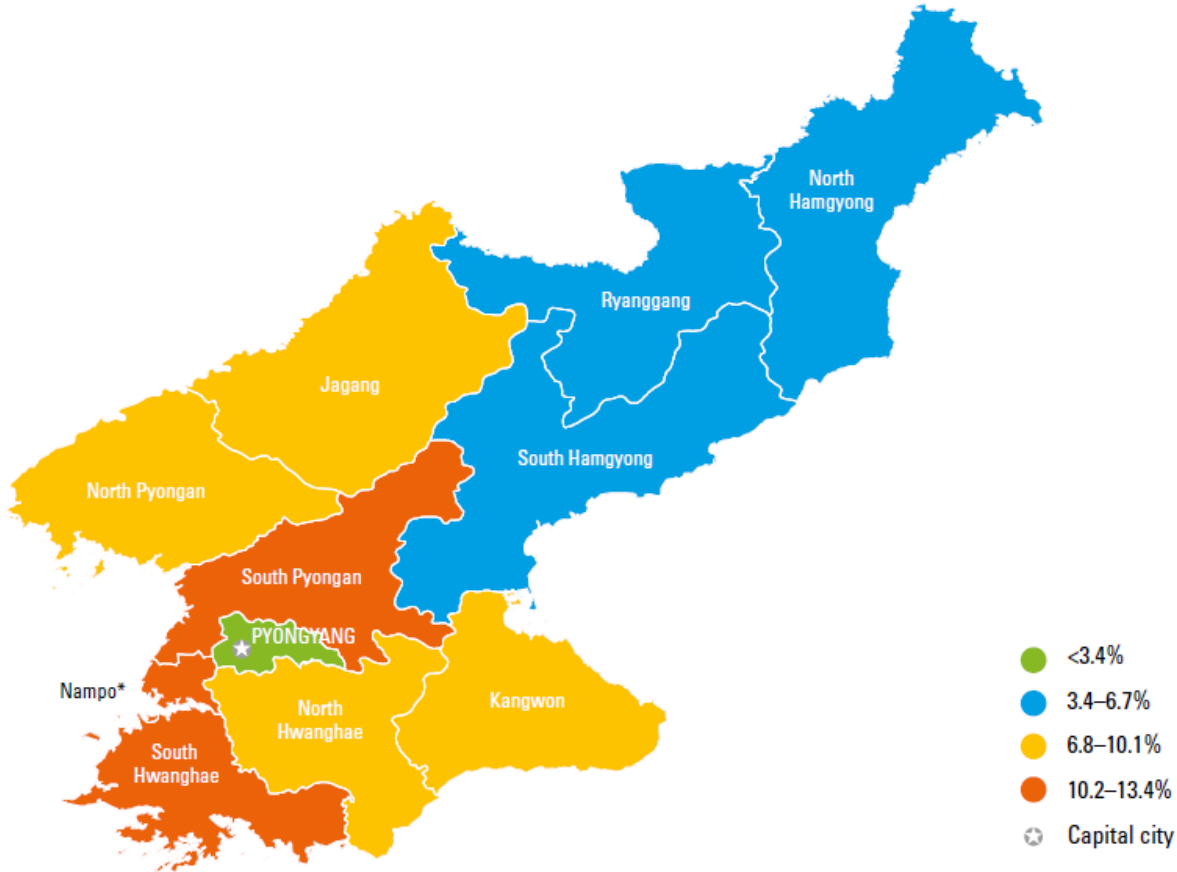 North
Hamgyong
Ryanggang
Jagang
South Hamgyong
North Pyongan
South Pyongan
PYONGYANG
Nampo*
North
Hwanghae
Kangwon
South
Hwanghae
<3.4%
3.4–6.7%
6.8–10.1%
10.2–13.4%
Capital city